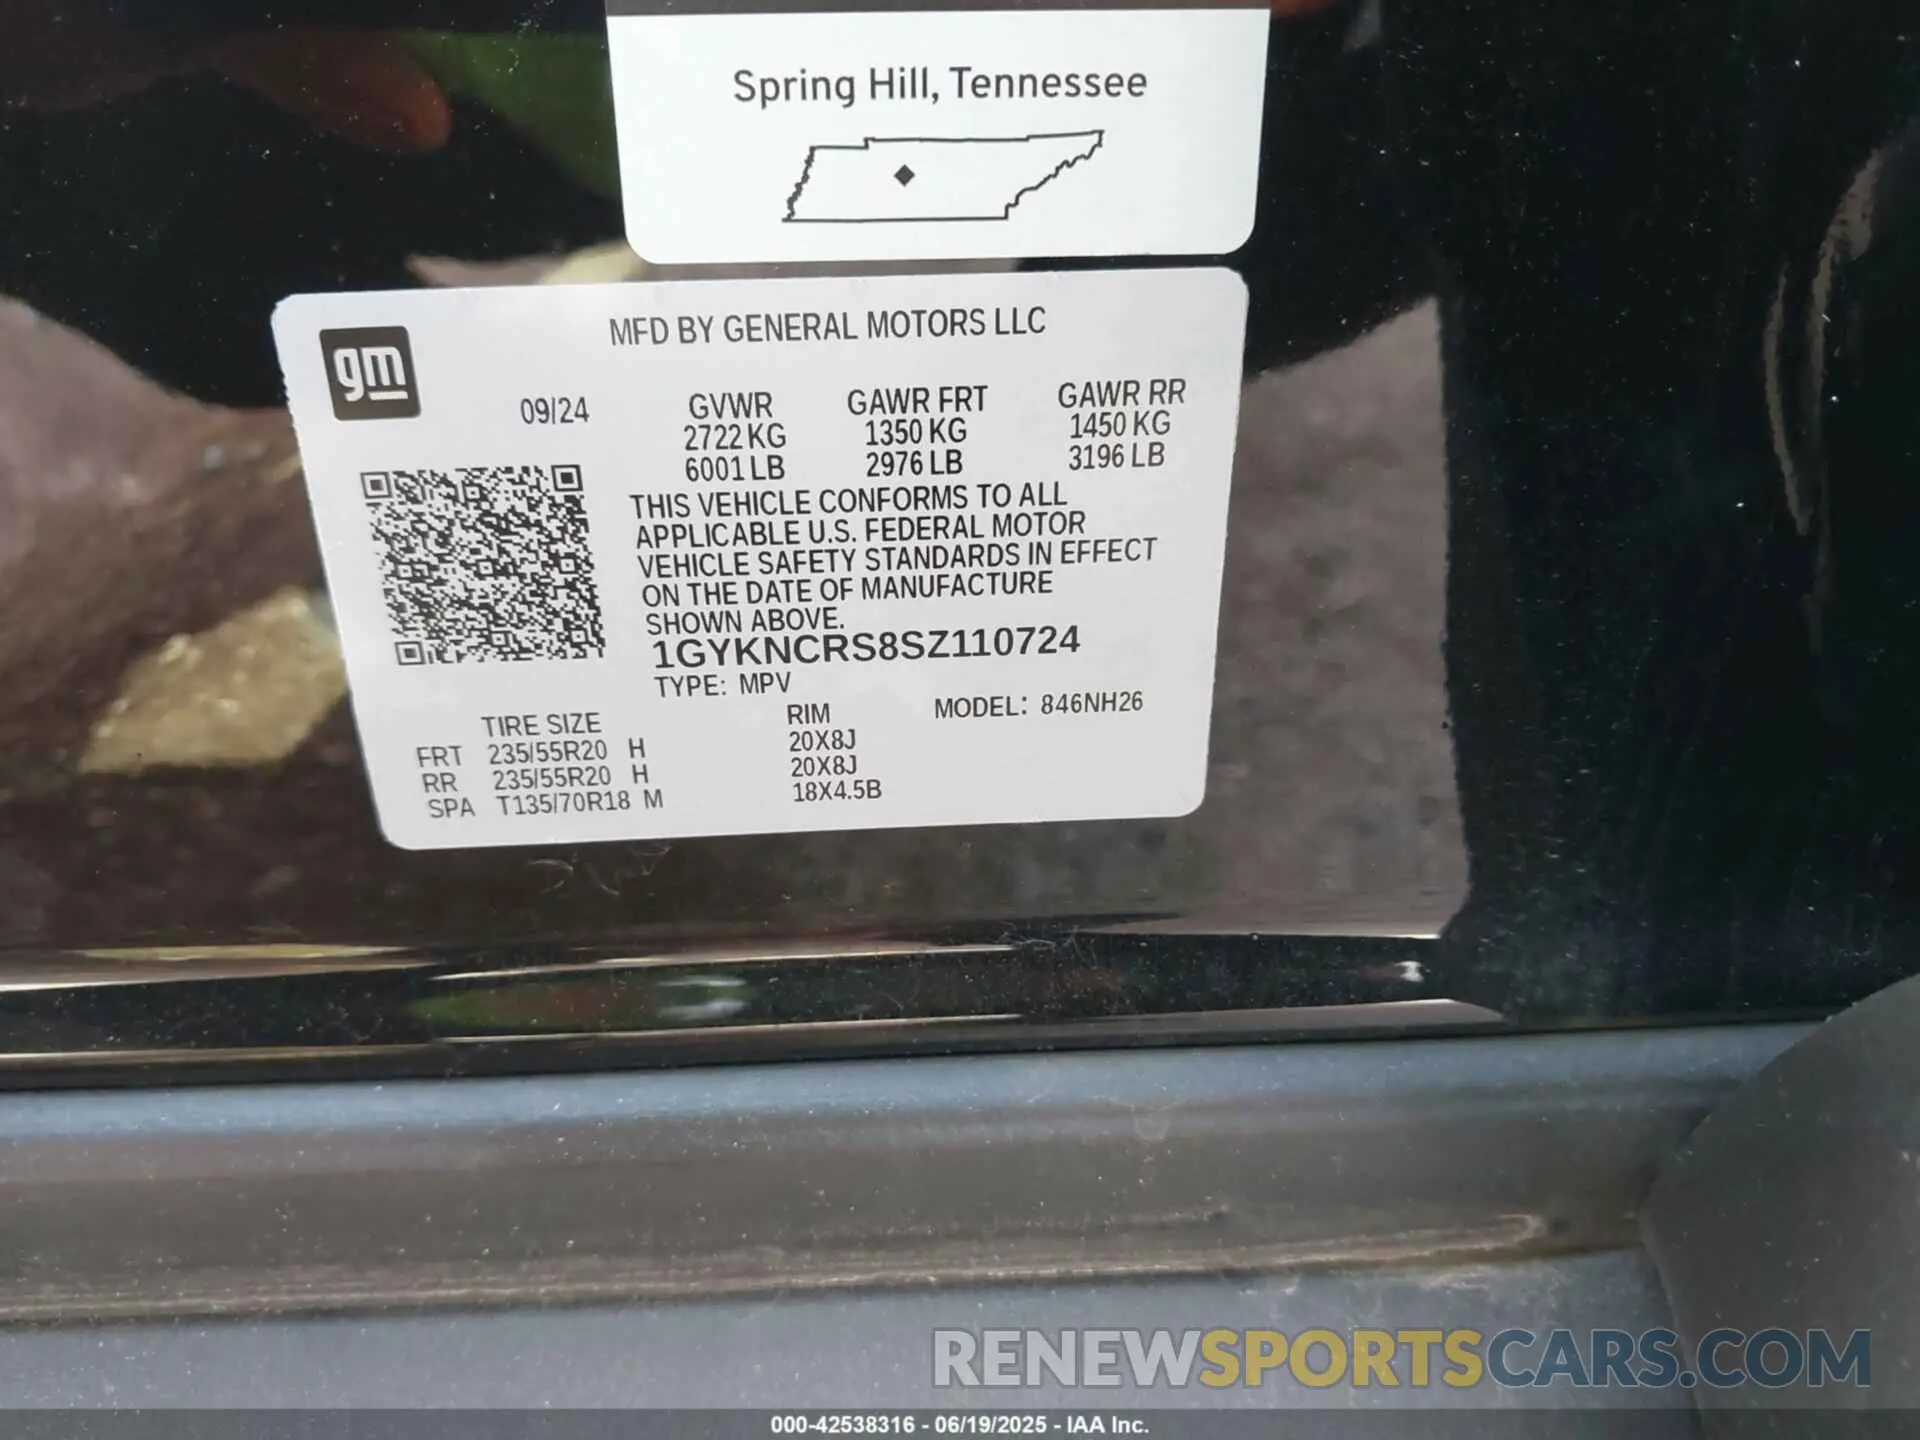 Spring Hill, Tennessee
gm
MFD BY GENERAL MOTORS LLC
09/24 GVWR GAWR FRT GAWR RR
2722 KG 1350 KG 1450 KG
6001 LB 2976 LB 3196 LB
THIS VEHICLE CONFORMS TO ALL
APPLICABLE U.S. FEDERAL MOTOR
VEHICLE SAFETY STANDARDS IN EFFECT
ON THE DATE OF MANUFACTURE
SHOWN ABOVE.
1GYKNCRS8SZ110724
TYPE: MPV
TIRE SIZE RIM MODEL: 846NH26
FRT 235/55R20 H 20X8J
RR 235/55R20 H 20X8J
SPA T135/70R18 M 18X4.5B
RENEWSPORTSCARS.COM
000-42538316 - 06/19/2025 - IAA Inc.